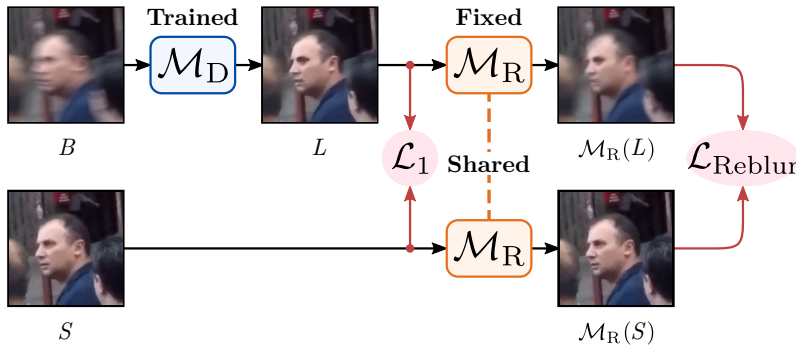 Trained
Fixed
M_D
M_R
B
L
M_R(L)
L_1
Shared
L_Reblur
M_R
S
M_R(S)